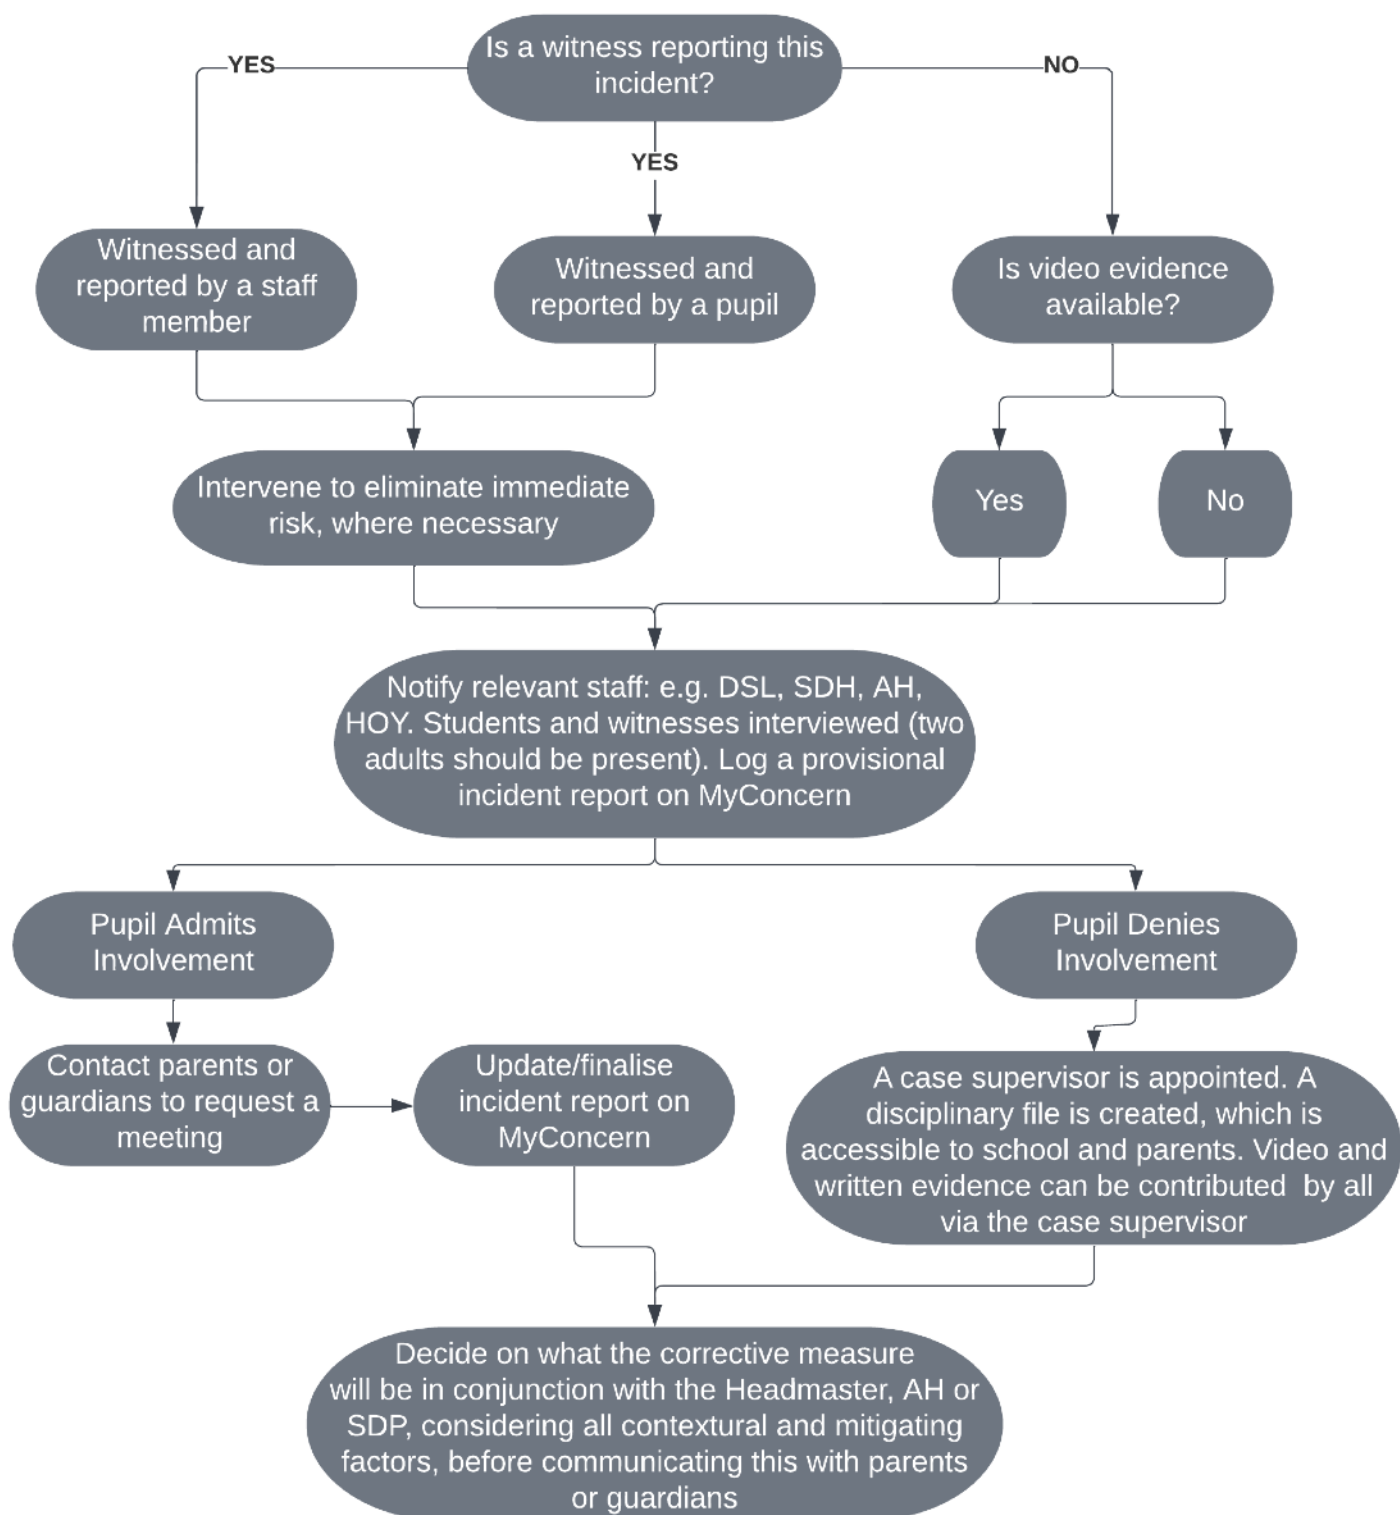 Is a witness reporting this
incident?
YES
NO
YES
Witnessed and
reported by a staff
member
Witnessed and
reported by a pupil
Is video evidence
available?
Intervene to eliminate immediate
risk, where necessary
Yes
No
Notify relevant staff: e.g. DSL, SDH, AH,
HOY. Students and witnesses interviewed (two
adults should be present). Log a provisional
incident report on MyConcern
Pupil Admits
Involvement
Pupil Denies
Involvement
Contact parents or
guardians to request a
meeting
Update/finalise
incident report on
MyConcern
A case supervisor is appointed. A
disciplinary file is created, which is
accessible to school and parents. Video and
written evidence can be contributed  by all
via the case supervisor
Decide on what the corrective measure
will be in conjunction with the Headmaster, AH or
SDP, considering all contextural and mitigating
factors, before communicating this with parents
or guardians